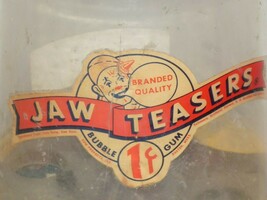 BRANDED
QUALITY
JAW TEASERS
BUBBLE GUM
1¢